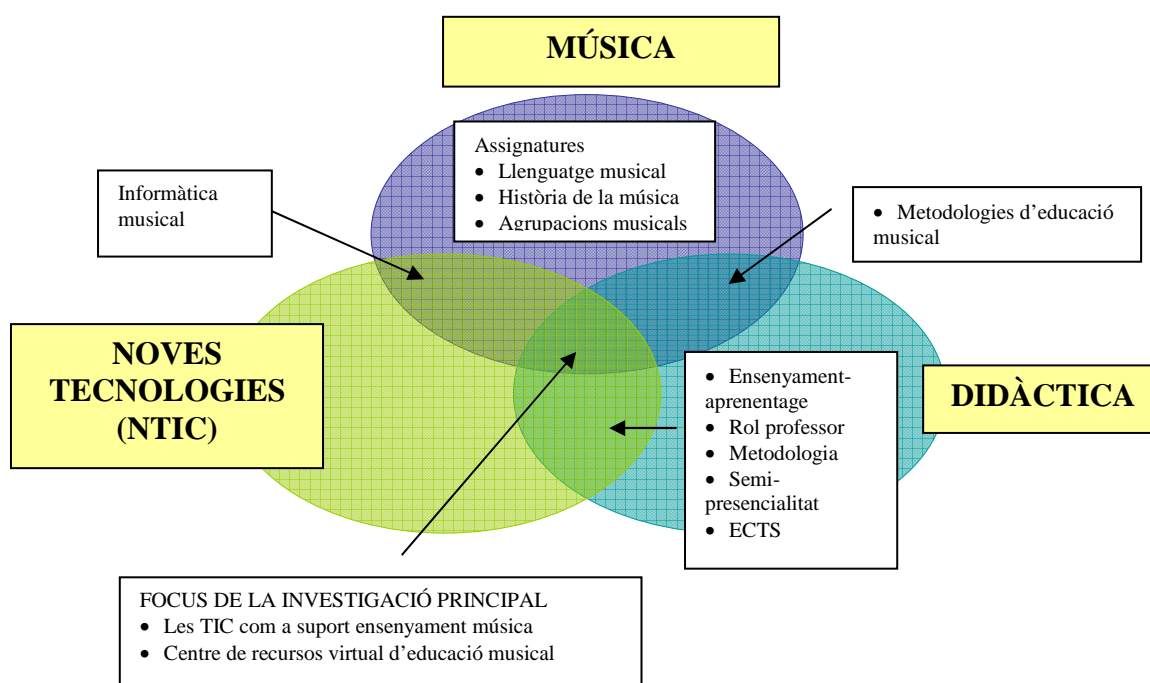 MÚSICA
Assignatures
• Llenguatge musical
• Història de la música
• Agrupacions musicals
Informàtica
musical
• Metodologies d’educació
musical
NOVES
TECNOLOGIES
(NTIC)
• Ensenyament-
aprenentage
• Rol professor
• Metodologia
• Semi-
presencialitat
• ECTS
DIDÀCTICA
FOCUS DE LA INVESTIGACIÓ PRINCIPAL
• Les TIC com a suport ensenyament música
• Centre de recursos virtual d’educació musical